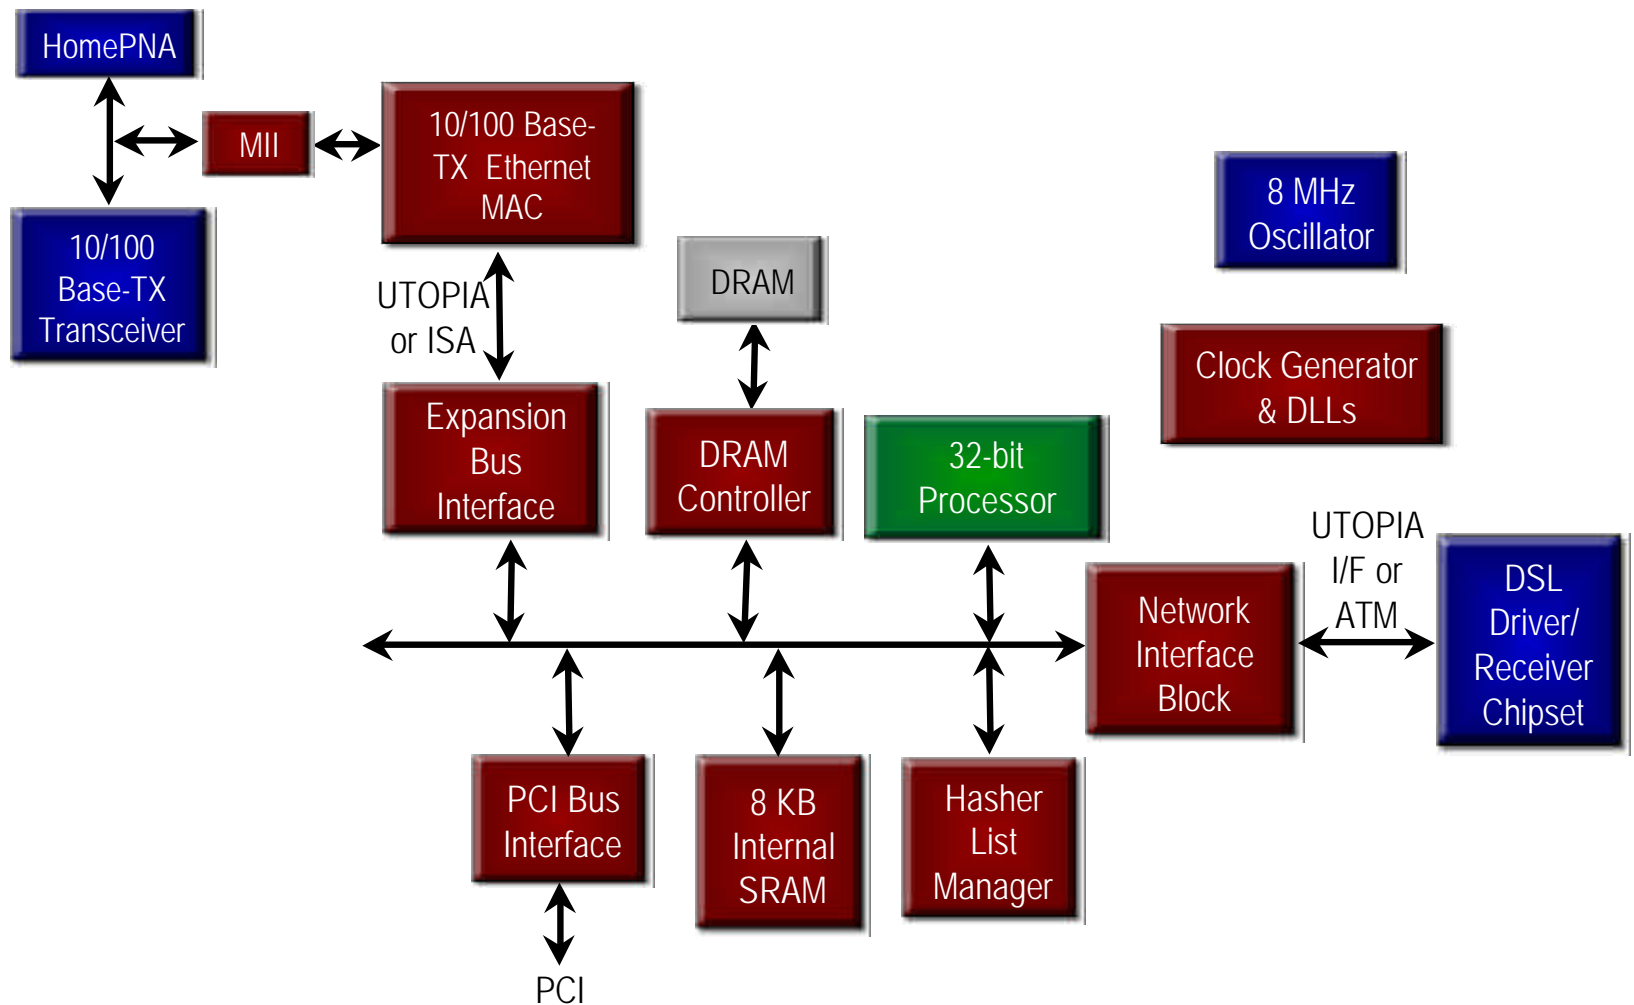 HomePNA
MII
10/100 Base-
TX Ethernet
MAC
10/100
Base-TX
Transceiver
UTOPIA
or ISA
DRAM
8 MHz
Oscillator
Clock Generator
& DLLs
Expansion
Bus
Interface
DRAM
Controller
32-bit
Processor
UTOPIA
I/F or
ATM
Network
Interface
Block
DSL
Driver/
Receiver
Chipset
PCI Bus
Interface
8 KB
Internal
SRAM
Hasher
List
Manager
PCI